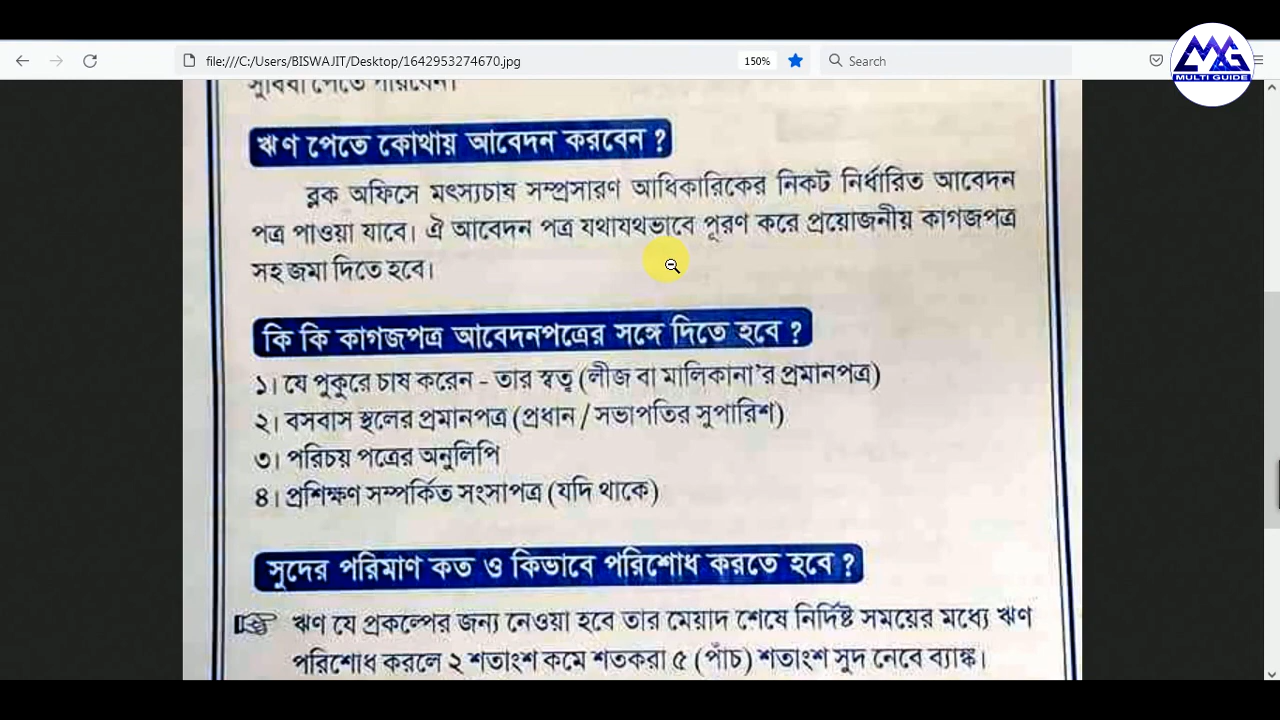 file:///C:/Users/BISWAJIT/Desktop/1642953274670.jpg
150%
Search
MULTI GUIDE
ঋণ পেতে কোথায় আবেদন করবেন ?
ব্লক অফিসে মৎস্যচাষ সম্প্রসারণ আধিকারিকের নিকট নির্ধারিত আবেদন
পত্র পাওয়া যাবে। ঐ আবেদন পত্র যথাযথভাবে পূরণ করে প্রয়োজনীয় কাগজপত্র
সহ জমা দিতে হবে।
কি কি কাগজপত্র আবেদনপত্রের সঙ্গে দিতে হবে ?
১। যে পুকুরে চাষ করেন - তার স্বত্ব (লীজ বা মালিকানা'র প্রমানপত্র)
২। বসবাস স্থলের প্রমানপত্র (প্রধান / সভাপতির সুপারিশ)
৩। পরিচয় পত্রের অনুলিপি
৪। প্রশিক্ষণ সম্পর্কিত সংসাপত্র (যদি থাকে)
সুদের পরিমাণ কত ও কিভাবে পরিশোধ করতে হবে ?
ঋণ যে প্রকল্পের জন্য নেওয়া হবে তার মেয়াদ শেষে নির্দিষ্ট সময়ের মধ্যে ঋণ
পরিশোধ করলে ২ শতাংশ কমে শতকরা ৫ (পাঁচ) শতাংশ সুদ নেবে ব্যাঙ্ক।